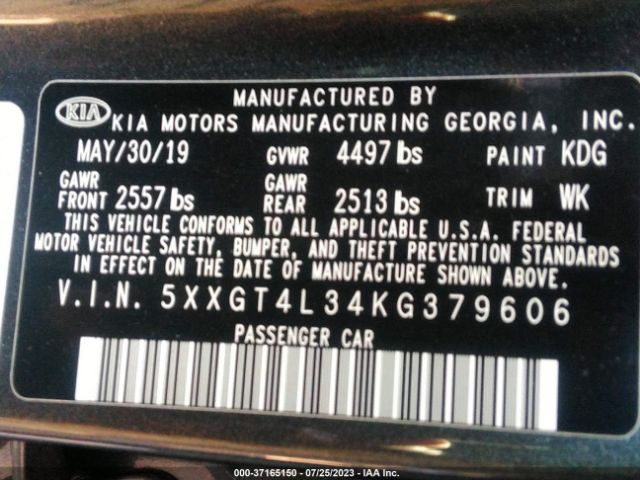 MANUFACTURED BY
KIA KIA MOTORS MANUFACTURING GEORGIA, INC.
MAY/30/19 GVWR 4497 lbs PAINT KDG
GAWR FRONT 2557 lbs GAWR REAR 2513 lbs TRIM WK
THIS VEHICLE CONFORMS TO ALL APPLICABLE U.S.A. FEDERAL
MOTOR VEHICLE SAFETY, BUMPER, AND THEFT PREVENTION STANDARDS
IN EFFECT ON THE DATE OF MANUFACTURE SHOWN ABOVE.
V.I.N. 5XXGT4L34KG379606
PASSENGER CAR
000-37165150 - 07/25/2023 - IAA Inc.